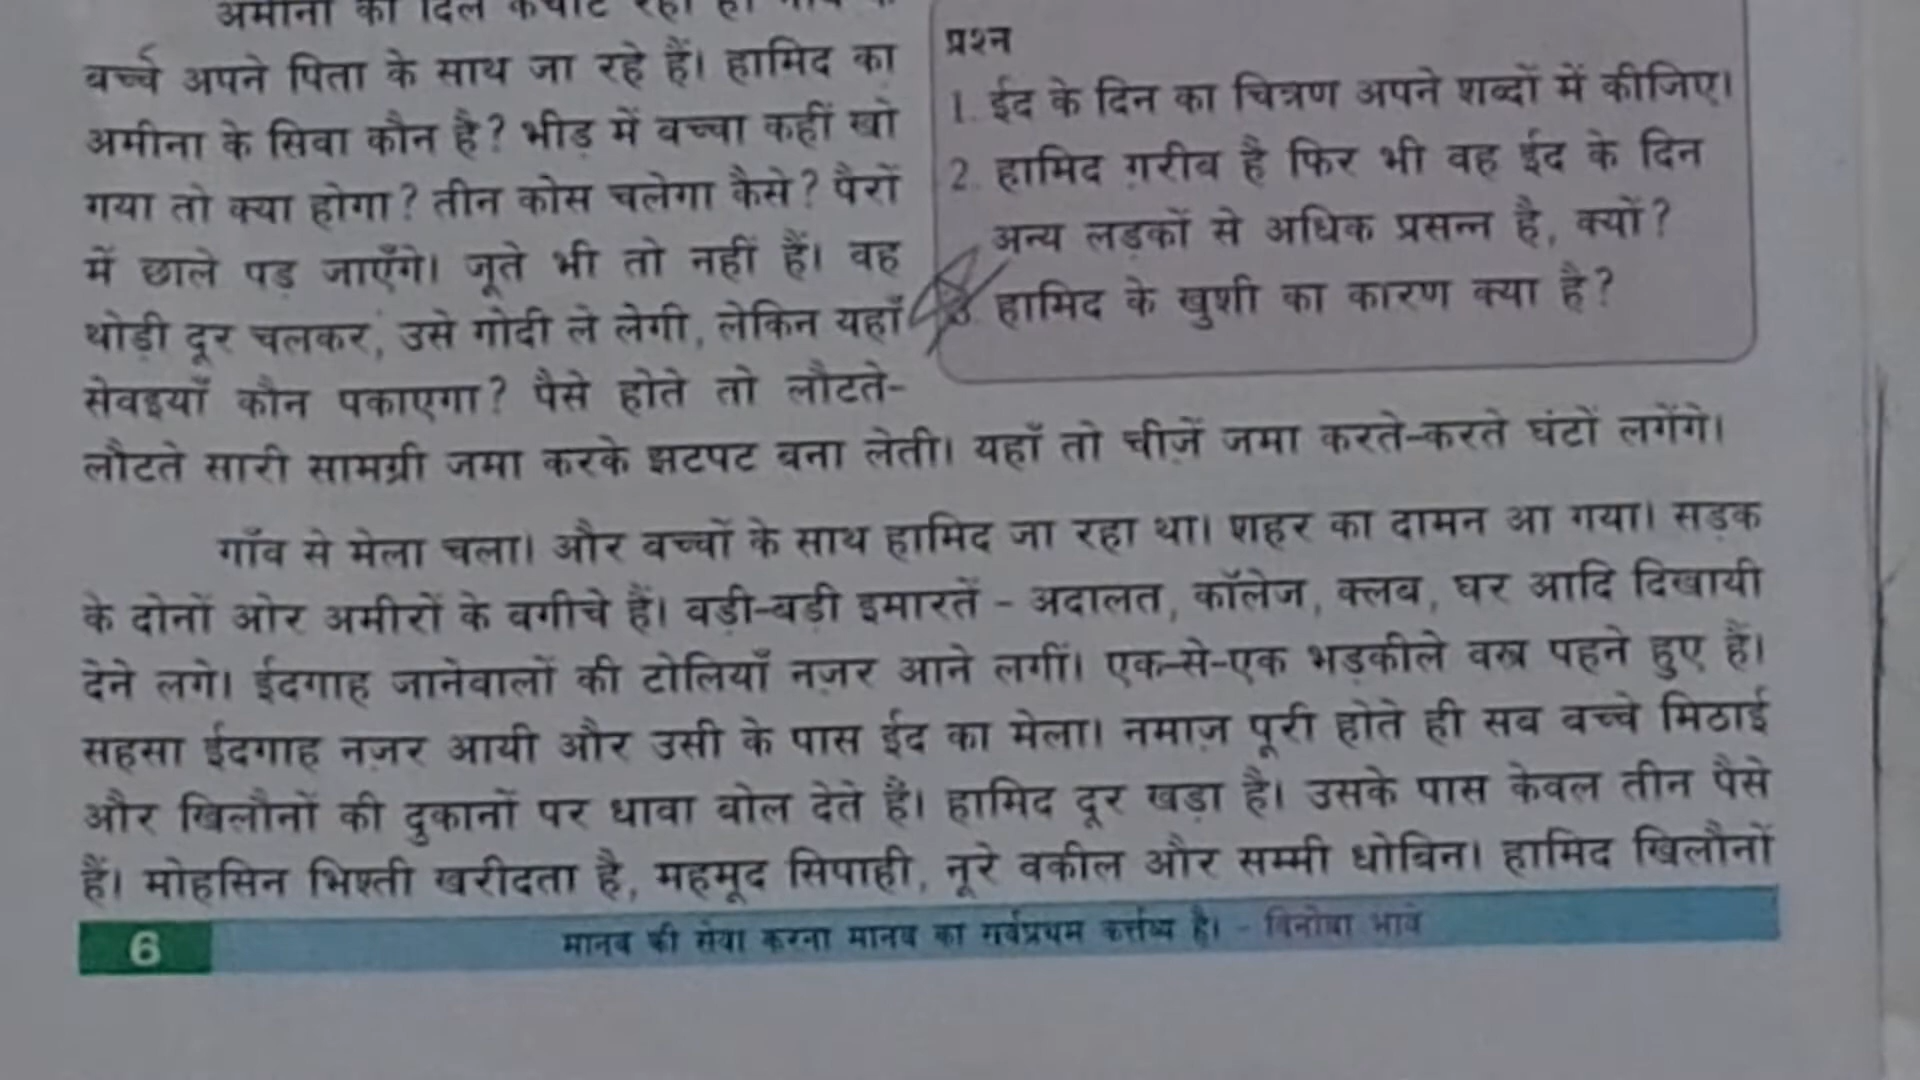 अमीना का दिल कचोट रहा है। गाँव के
बच्चे अपने पिता के साथ जा रहे हैं। हामिद का
अमीना के सिवा कौन है? भीड़ में बच्चा कहीं खो
गया तो क्या होगा? तीन कोस चलेगा कैसे? पैरों
में छाले पड़ जाएँगे। जूते भी तो नहीं हैं। वह
थोड़ी दूर चलकर, उसे गोदी ले लेगी, लेकिन यहाँ
सेवइयाँ कौन पकाएगा? पैसे होते तो लौटते-
लौटते सारी सामग्री जमा करके झटपट बना लेती। यहाँ तो चीज़ें जमा करते-करते घंटों लगेंगे।
प्रश्न
1. ईद के दिन का चित्रण अपने शब्दों में कीजिए।
2. हामिद ग़रीब है फिर भी वह ईद के दिन
अन्य लड़कों से अधिक प्रसन्न है, क्यों?
3. हामिद के खुशी का कारण क्या है?
गाँव से मेला चला। और बच्चों के साथ हामिद जा रहा था। शहर का दामन आ गया। सड़क
के दोनों ओर अमीरों के बगीचे हैं। बड़ी-बड़ी इमारतें - अदालत, कॉलेज, क्लब, घर आदि दिखायी
देने लगे। ईदगाह जानेवालों की टोलियाँ नज़र आने लगीं। एक-से-एक भड़कीले वस्त्र पहने हुए हैं।
सहसा ईदगाह नज़र आयी और उसी के पास ईद का मेला। नमाज़ पूरी होते ही सब बच्चे मिठाई
और खिलौनों की दुकानों पर धावा बोल देते हैं। हामिद दूर खड़ा है। उसके पास केवल तीन पैसे
हैं। मोहसिन भिश्ती खरीदता है, महमूद सिपाही, नूरे वकील और सम्मी धोबिन। हामिद खिलौनों
6
मानव की सेवा करना मानव का सर्वप्रथम कर्त्तव्य है। - विनोबा भावे